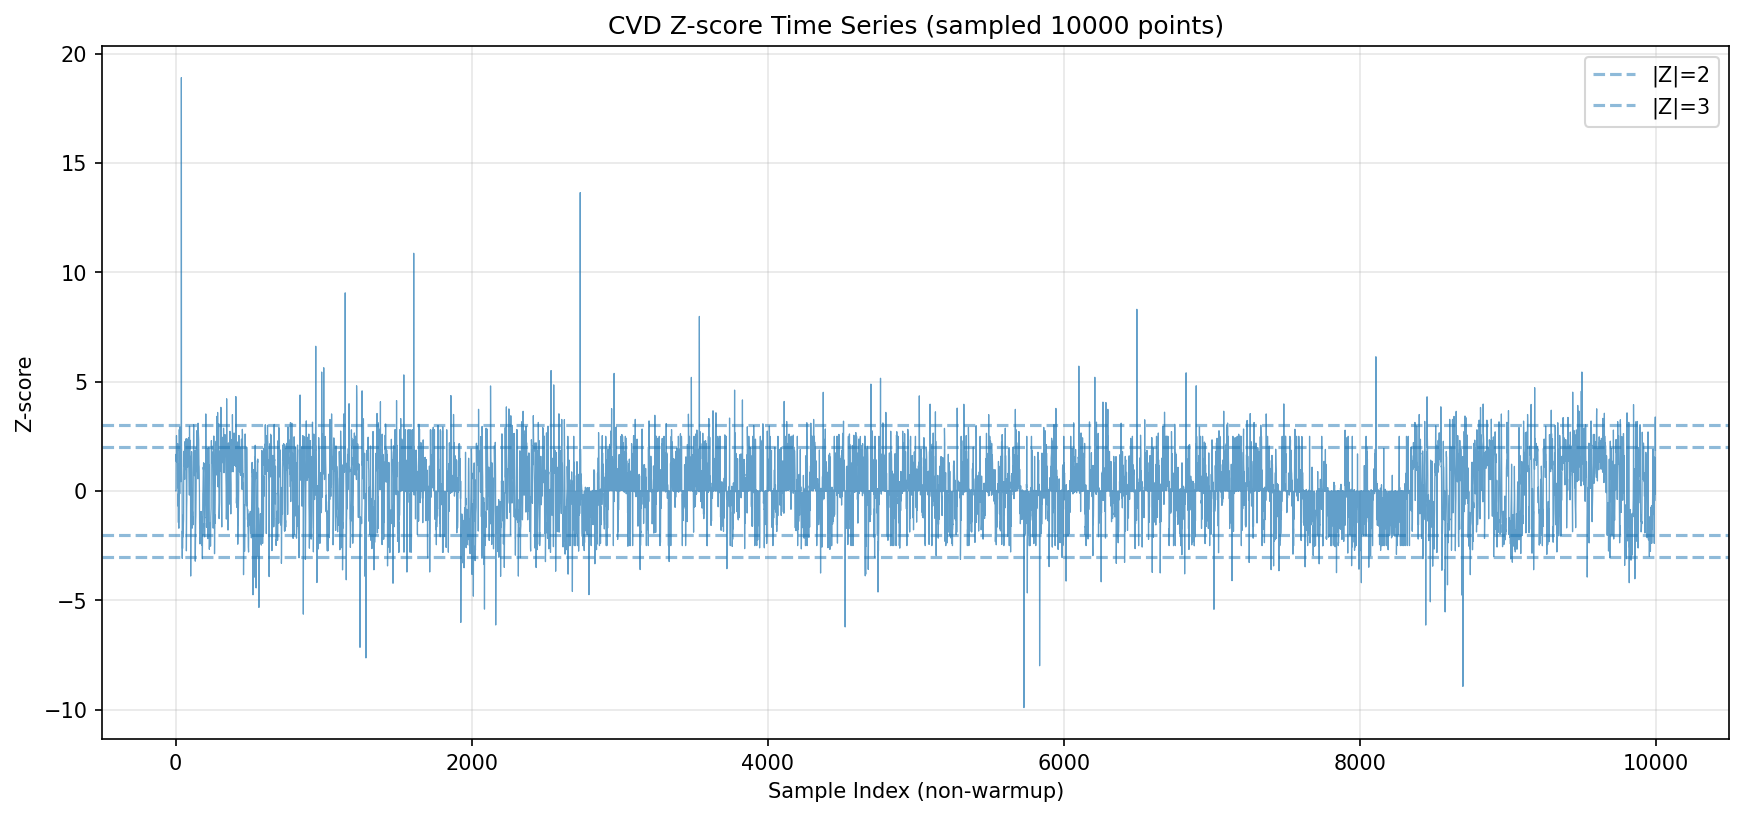 CVD Z-score Time Series (sampled 10000 points)
|Z|=2
|Z|=3
Z-score
20
15
10
5
0
−5
−10
0 2000 4000 6000 8000 10000
Sample Index (non-warmup)